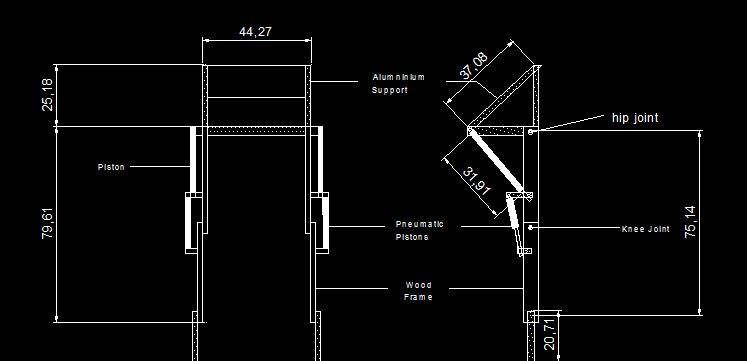 44,27
37,08
25,18
Alumninium
Support
hip joint
Piston
31,91
79,61
Pneumatic
Pistons
75,14
Knee Joint
Wood
Frame
20,71